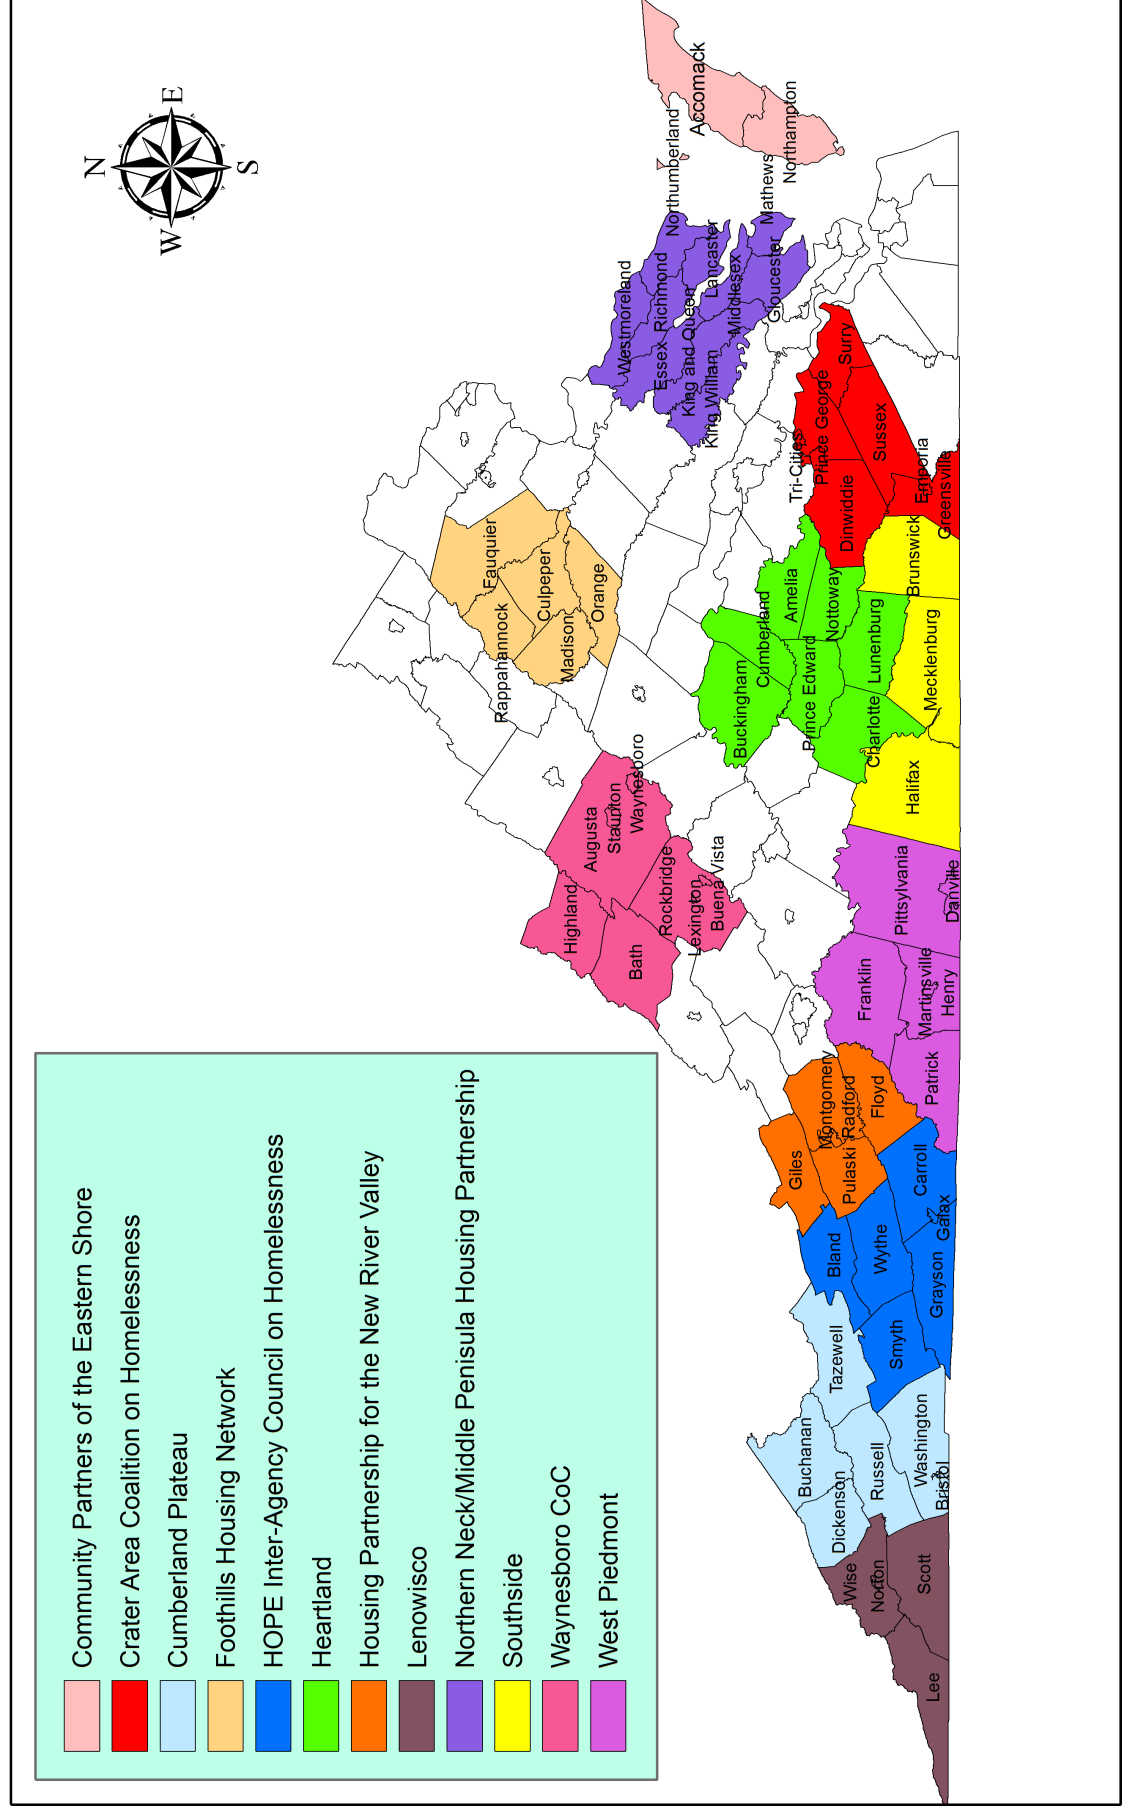 N
W
E
S
Community Partners of the Eastern Shore
Crater Area Coalition on Homelessness
Cumberland Plateau
Foothills Housing Network
HOPE Inter-Agency Council on Homelessness
Heartland
Housing Partnership for the New River Valley
Lenowisco
Northern Neck/Middle Penisula Housing Partnership
Southside
Waynesboro CoC
West Piedmont
Fauquier
Rappahannock
Culpeper
Madison
Orange
Highland
Augusta
Staunton
Waynesboro
Bath
Rockbridge
Lexington
Buena Vista
Westmoreland
Northumberland
Richmond
Essex
Lancaster
King and Queen
King William
Middlesex
Mathews
Gloucester
Accomack
Northampton
Buckingham
Cumberland
Amelia
Prince Edward
Nottoway
Charlotte
Lunenburg
Tri-Cities
Prince George
Surry
Dinwiddie
Sussex
Emporia
Greensville
Brunswick
Mecklenburg
Halifax
Pittsylvania
Danville
Franklin
Martinsville
Henry
Patrick
Montgomery
Radford
Floyd
Giles
Pulaski
Carroll
Galax
Bland
Wythe
Grayson
Smyth
Tazewell
Buchanan
Dickenson
Russell
Washington
Bristol
Wise
Norton
Scott
Lee